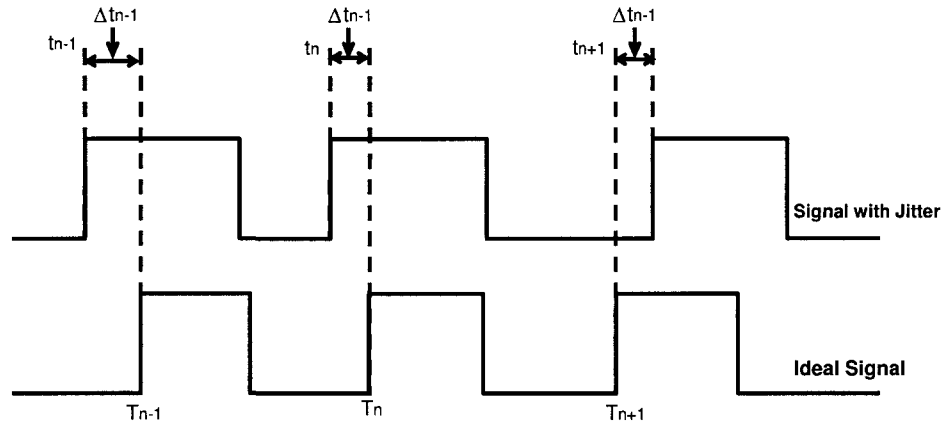 Δtn-1 Δtn-1 Δtn-1
tn-1 tn tn+1
Signal with Jitter
Ideal Signal
Tn-1 Tn Tn+1